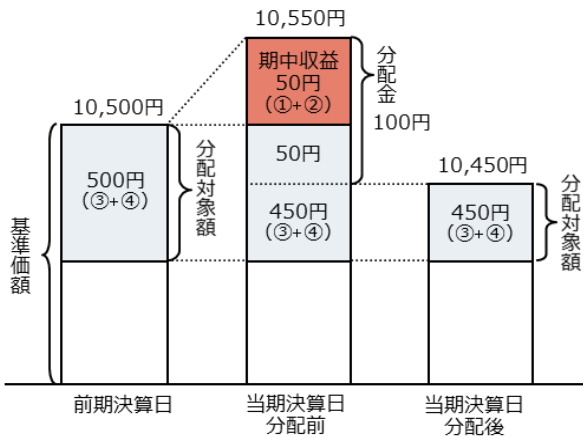 10,550円
期中収益
50円
(①+②)
分配金
100円
10,500円
500円
(③+④)
分配対象額
50円
450円
(③+④)
10,450円
450円
(③+④)
分配対象額
基準価額
前期決算日
当期決算日
分配前
当期決算日
分配後